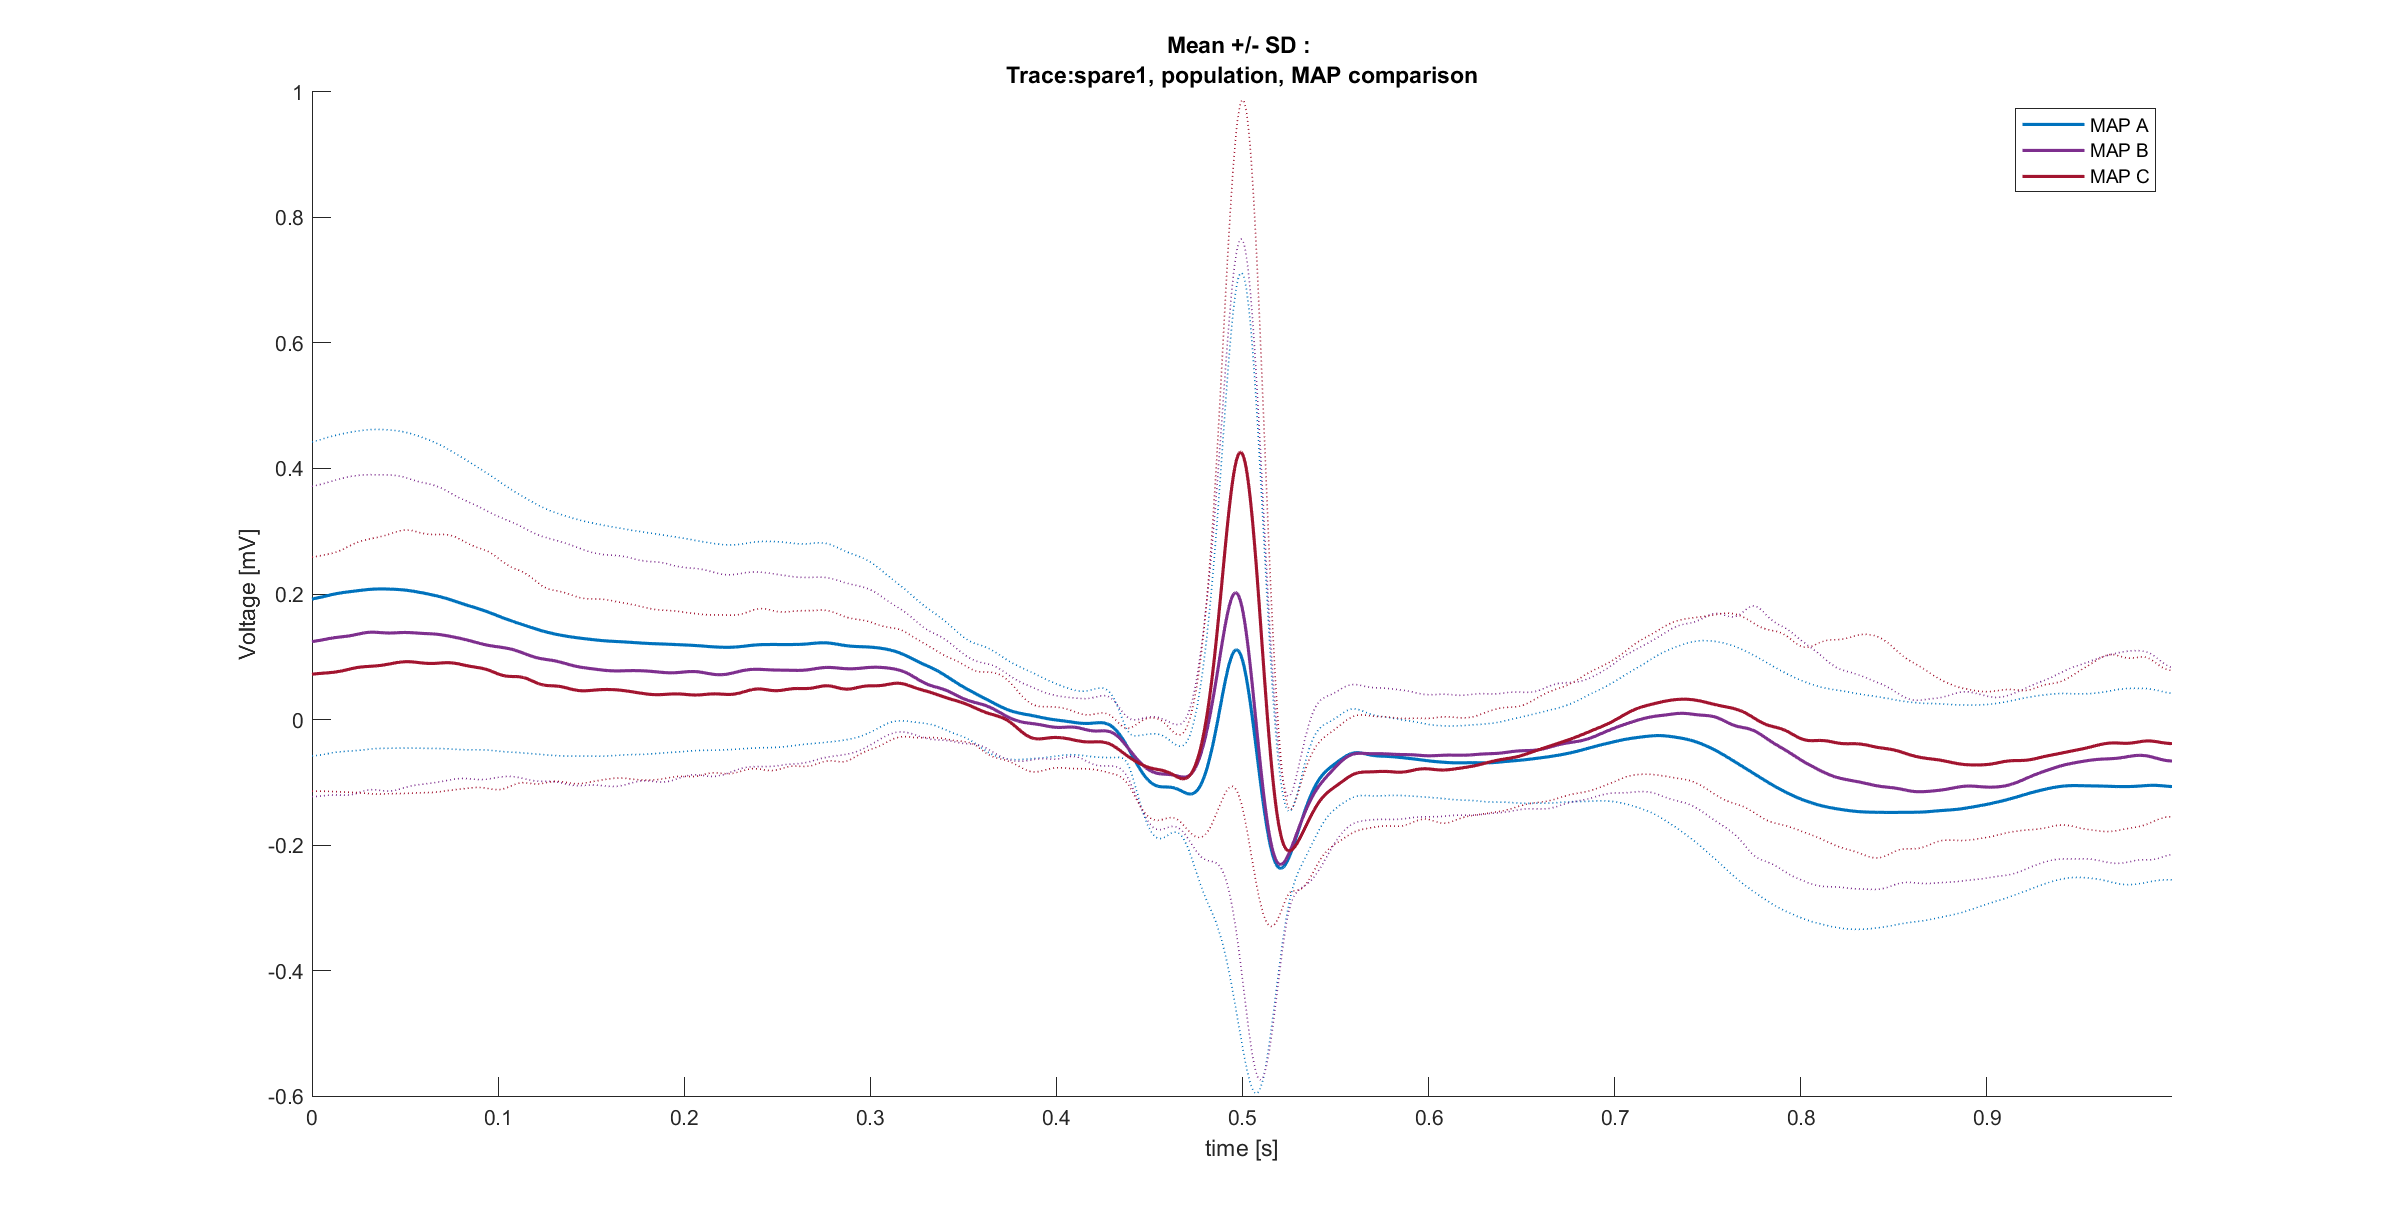 Mean +/- SD :
Trace:spare1, population, MAP comparison
MAP A
MAP B
MAP C
Voltage [mV]
1
0.8
0.6
0.4
0.2
0
-0.2
-0.4
-0.6
0 0.1 0.2 0.3 0.4 0.5 0.6 0.7 0.8 0.9
time [s]